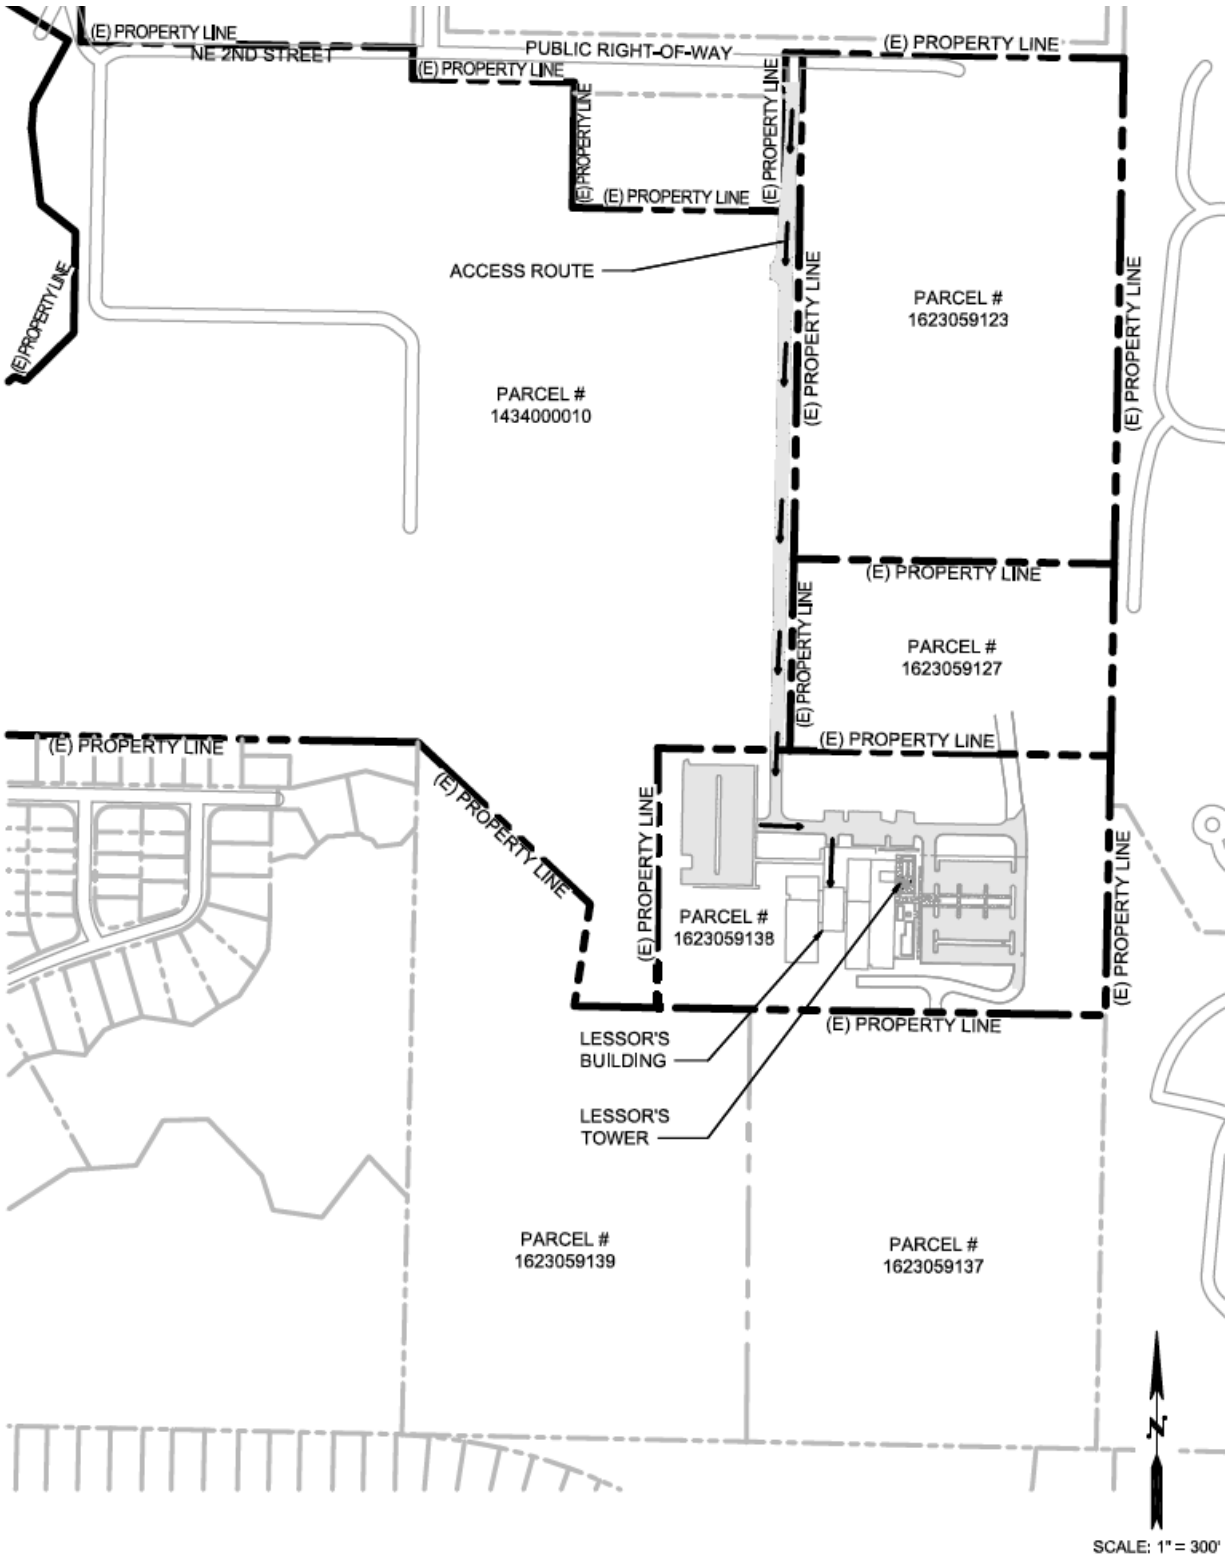 (E) PROPERTY LINE
NE 2ND STREET
PUBLIC RIGHT-OF-WAY
(E) PROPERTY LINE
(E) PROPERTY LINE
(E) PROPERTY LINE
(E) PROPERTY LINE
(E) PROPERTY LINE
(E) PROPERTY LINE
ACCESS ROUTE
(E) PROPERTY LINE
(E) PROPERTY LINE
PARCEL #
1623059123
(E) PROPERTY LINE
PARCEL #
1434000010
(E) PROPERTY LINE
(E) PROPERTY LINE
PARCEL #
1623059127
(E) PROPERTY LINE
(E) PROPERTY LINE
(E) PROPERTY LINE
(E) PROPERTY LINE
(E) PROPERTY LINE
PARCEL #
1623059138
(E) PROPERTY LINE
(E) PROPERTY LINE
LESSOR'S
BUILDING
LESSOR'S
TOWER
PARCEL #
1623059139
PARCEL #
1623059137
N
SCALE: 1" = 300'